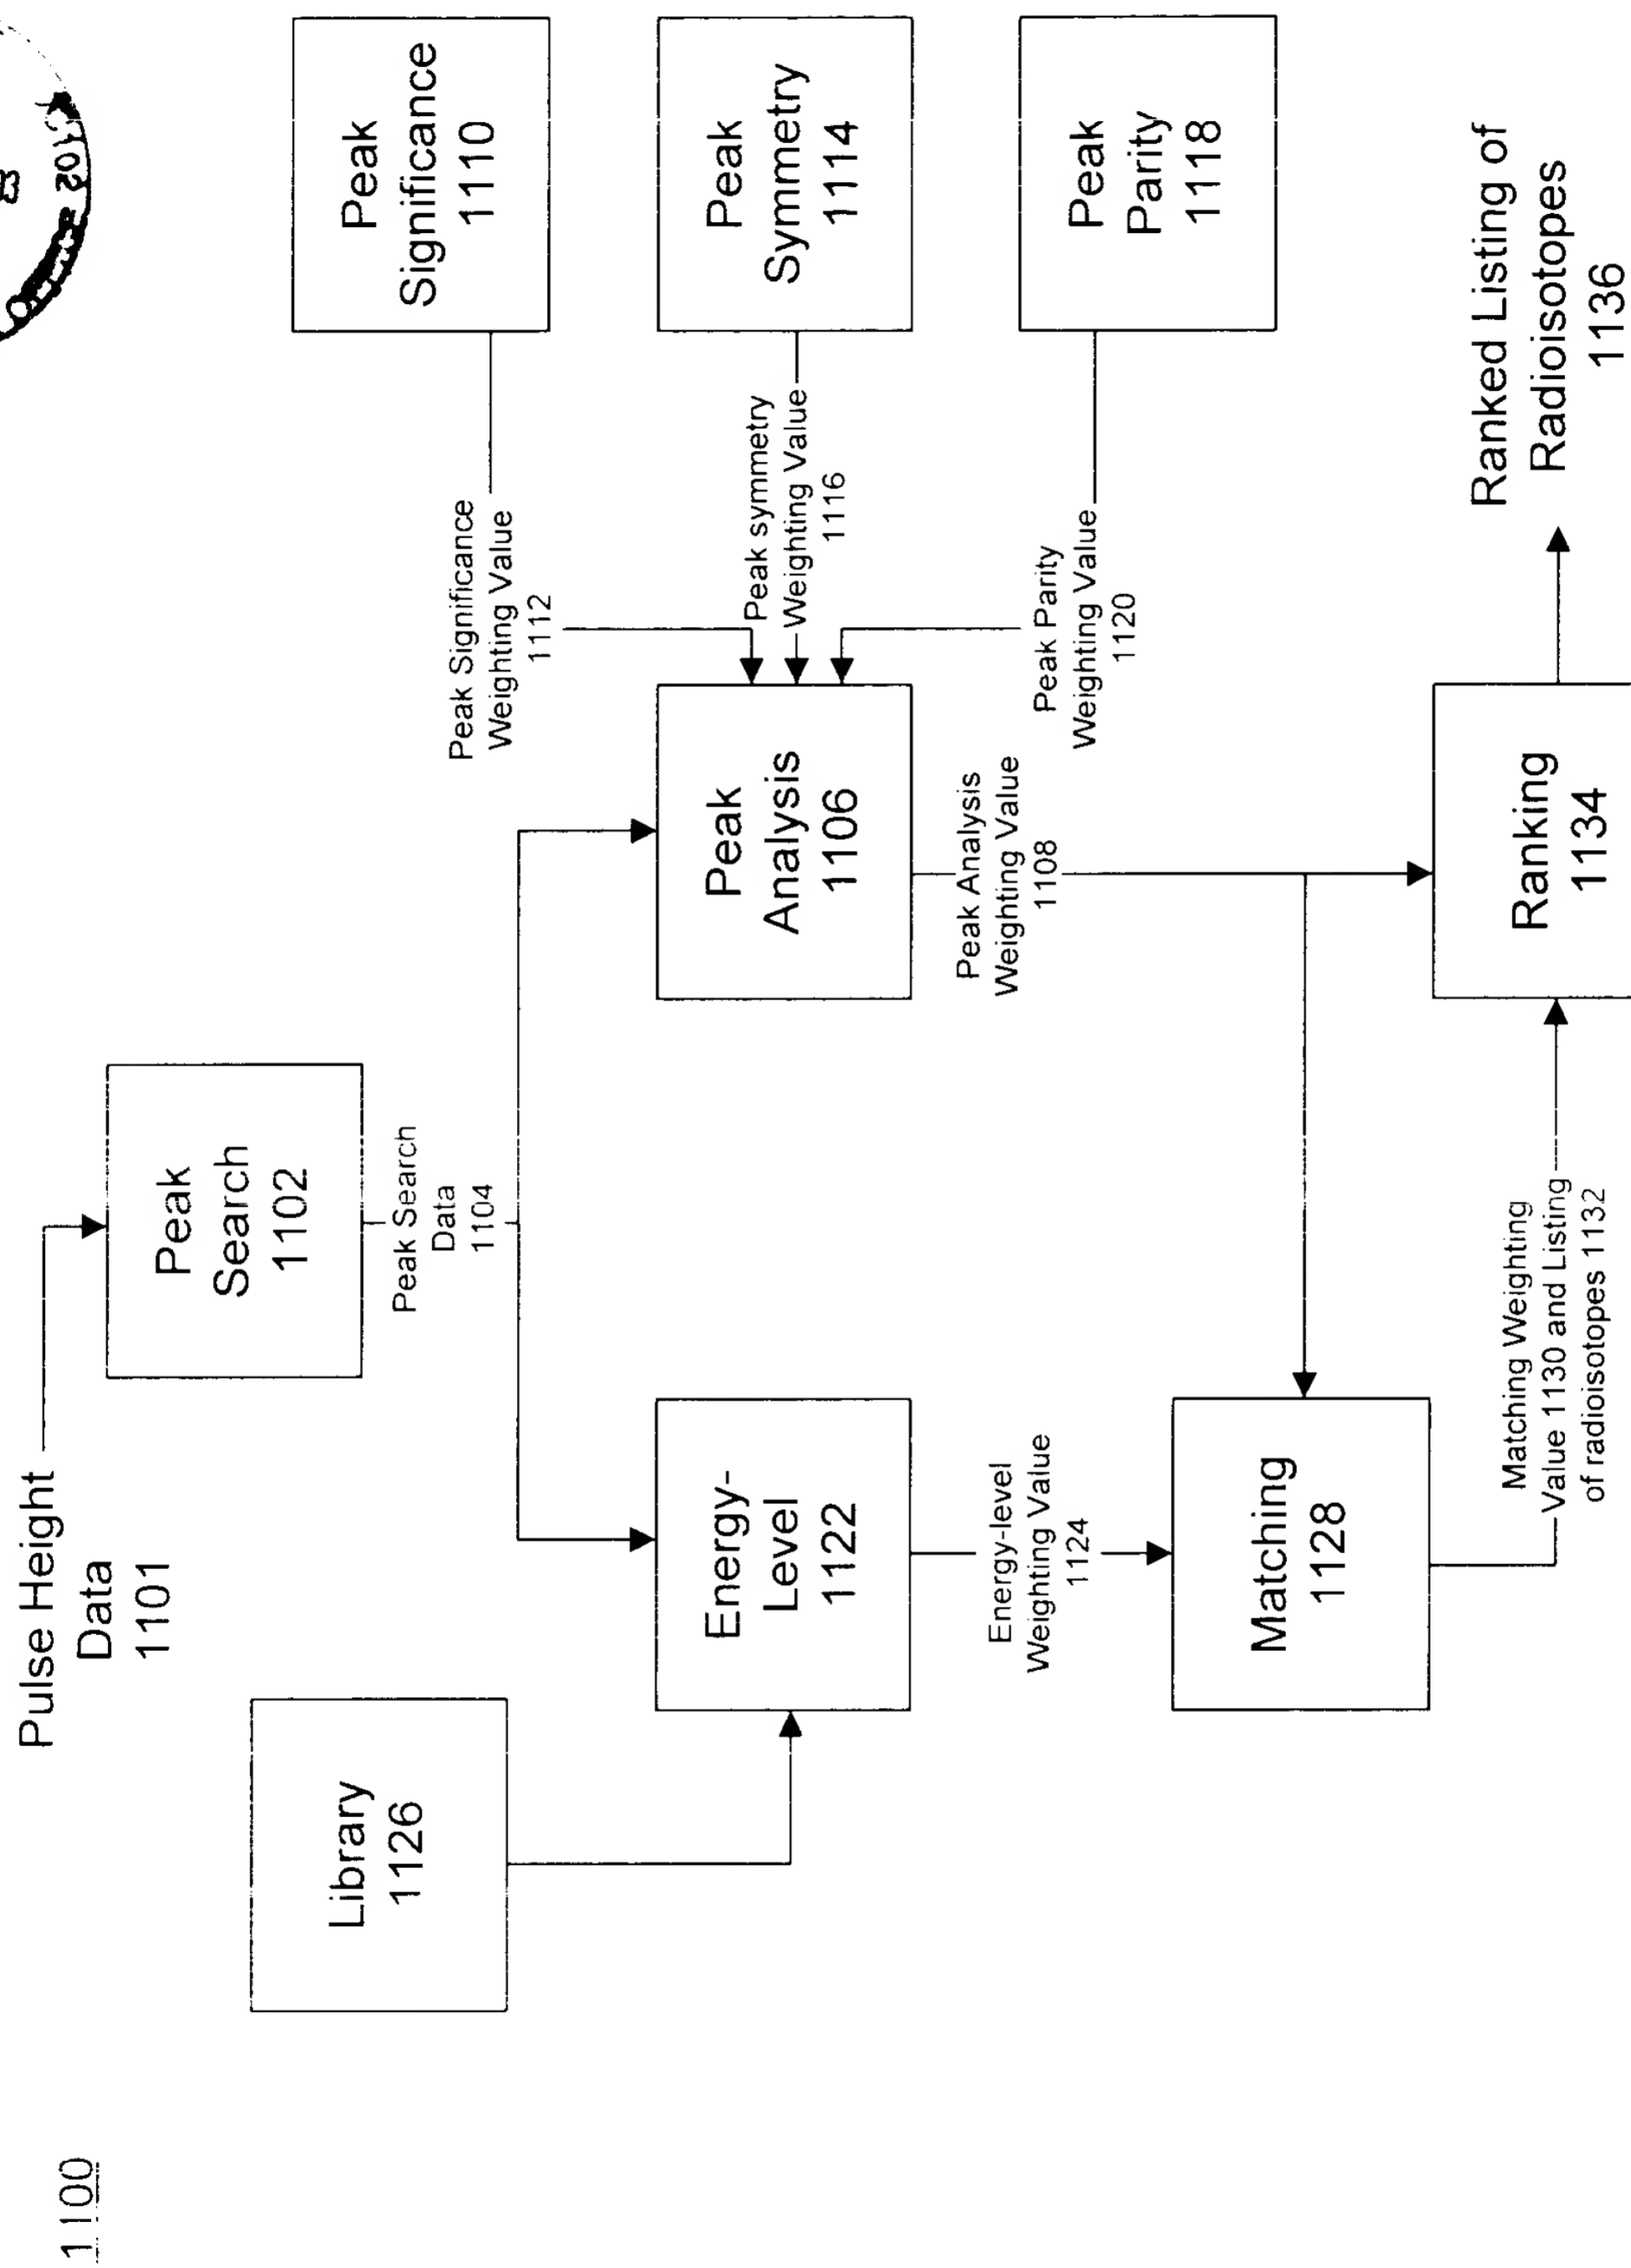 1100
Pulse Height
Data
1101
Peak
Search
1102
Peak Search
Data
1104
Library
1126
Energy-
Level
1122
Peak
Analysis
1106
Peak Significance
Weighting Value
1112
Peak
Significance
1110
Peak symmetry
Weighting Value
1116
Peak
Symmetry
1114
Peak Parity
Weighting Value
1120
Peak
Parity
1118
Energy-level
Weighting Value
1124
Peak Analysis
Weighting Value
1108
Matching
1128
Matching Weighting
Value 1130 and Listing
of radioisotopes 1132
Ranking
1134
Ranked Listing of
Radioisotopes
1136